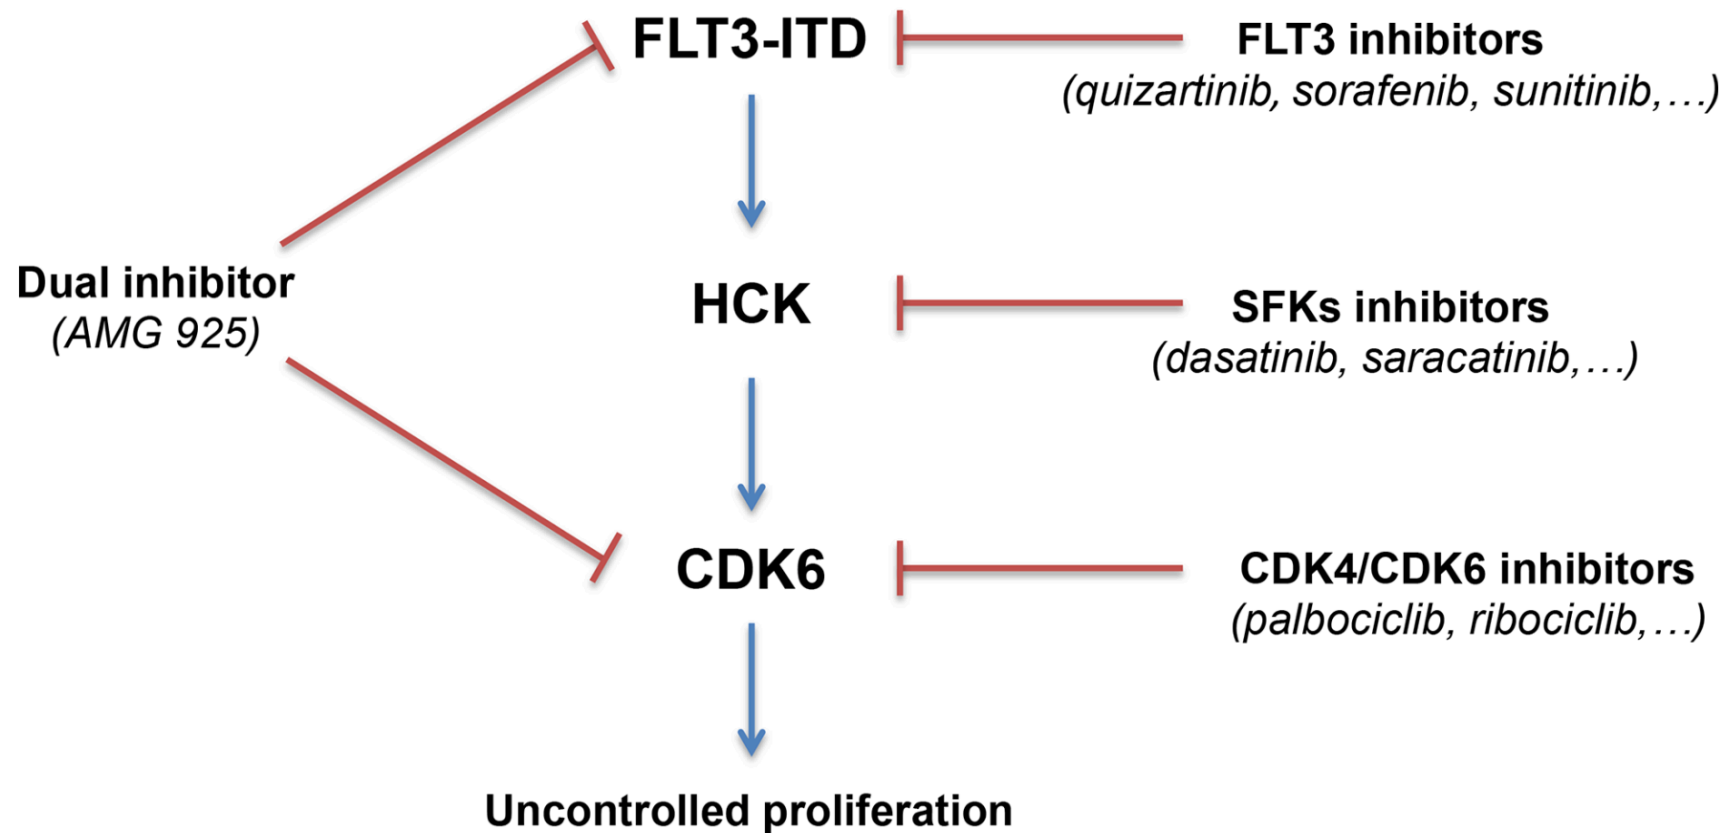 FLT3-ITD
FLT3 inhibitors
(quizartinib, sorafenib, sunitinib,…)
Dual inhibitor
(AMG 925)
HCK
SFKs inhibitors
(dasatinib, saracatinib,…)
CDK6
CDK4/CDK6 inhibitors
(palbociclib, ribociclib,…)
Uncontrolled proliferation